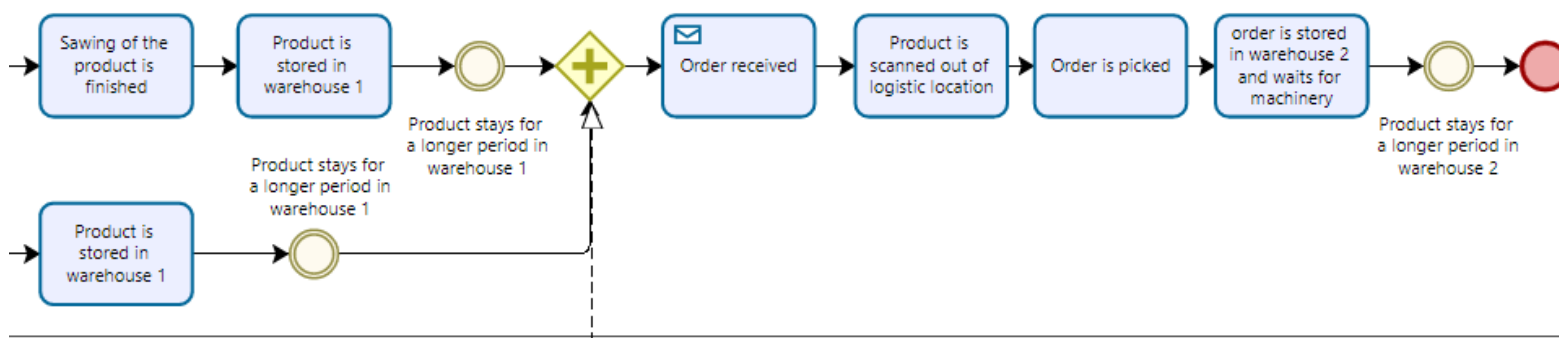 Sawing of the
product is
finished
Product is
stored in
warehouse 1
Product stays for
a longer period in
warehouse 1
Order received
Product is
scanned out of
logistic location
Order is picked
order is stored
in warehouse 2
and waits for
machinery
Product stays for
a longer period in
warehouse 2
Product is
stored in
warehouse 1
Product stays for
a longer period in
warehouse 1